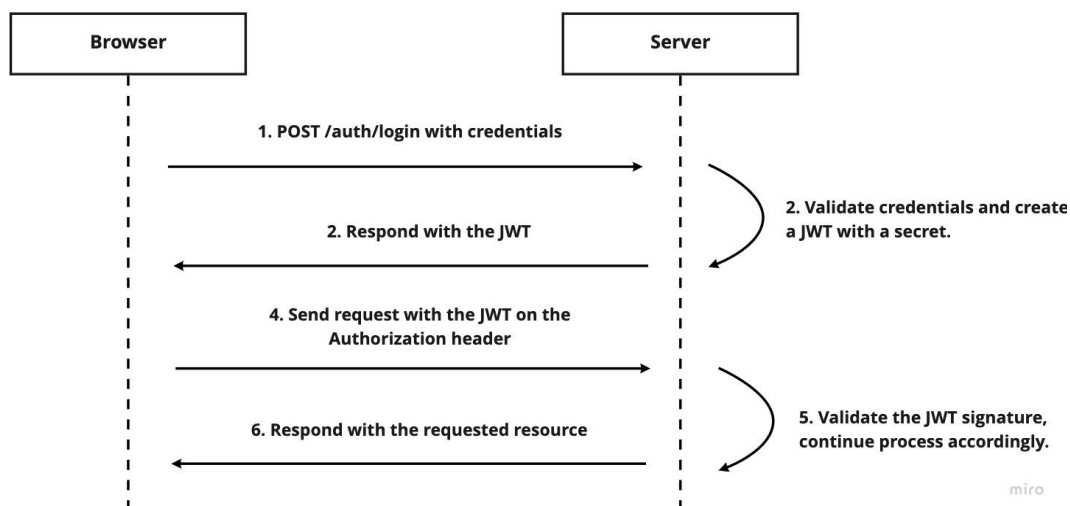 Browser
Server
1. POST /auth/login with credentials
2. Validate credentials and create
a JWT with a secret.
2. Respond with the JWT
4. Send request with the JWT on the
Authorization header
5. Validate the JWT signature,
continue process accordingly.
6. Respond with the requested resource
miro